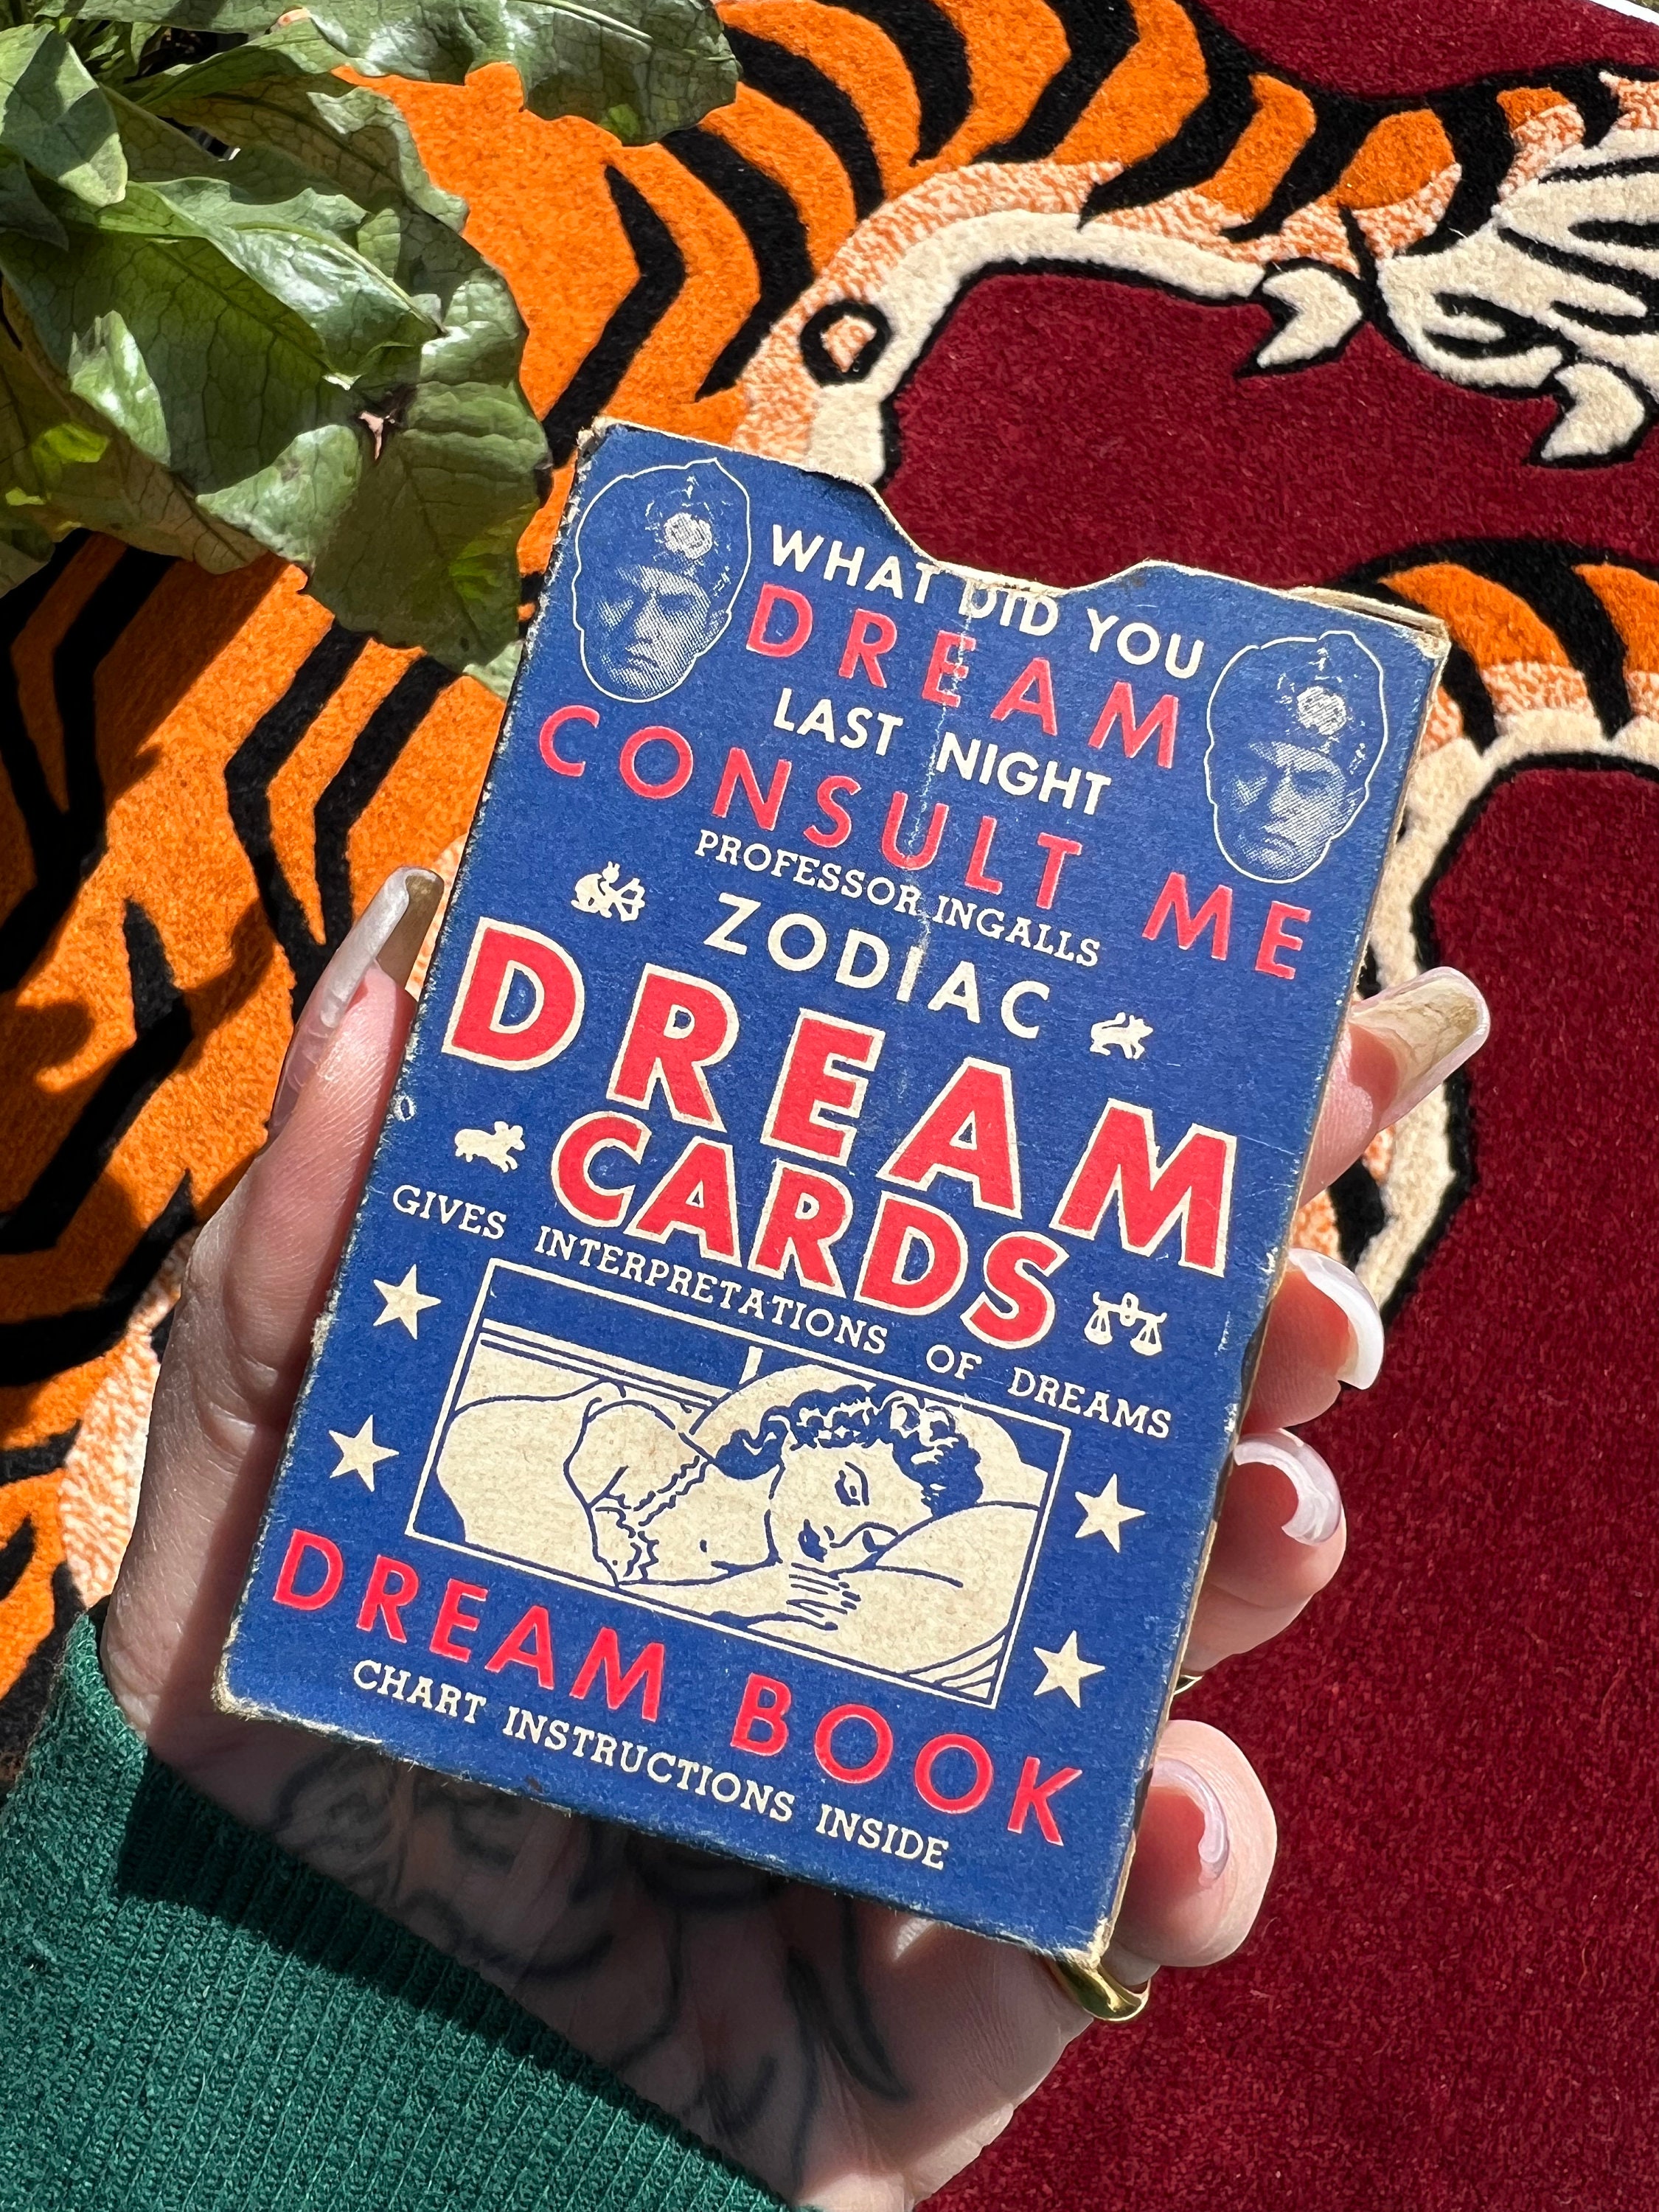 WHAT DID YOU
DREAM
LAST NIGHT
CONSULT ME
PROFESSOR INGALLS
ZODIAC
DREAM
CARDS
GIVES INTERPRETATIONS OF DREAMS
DREAM BOOK
CHART INSTRUCTIONS INSIDE